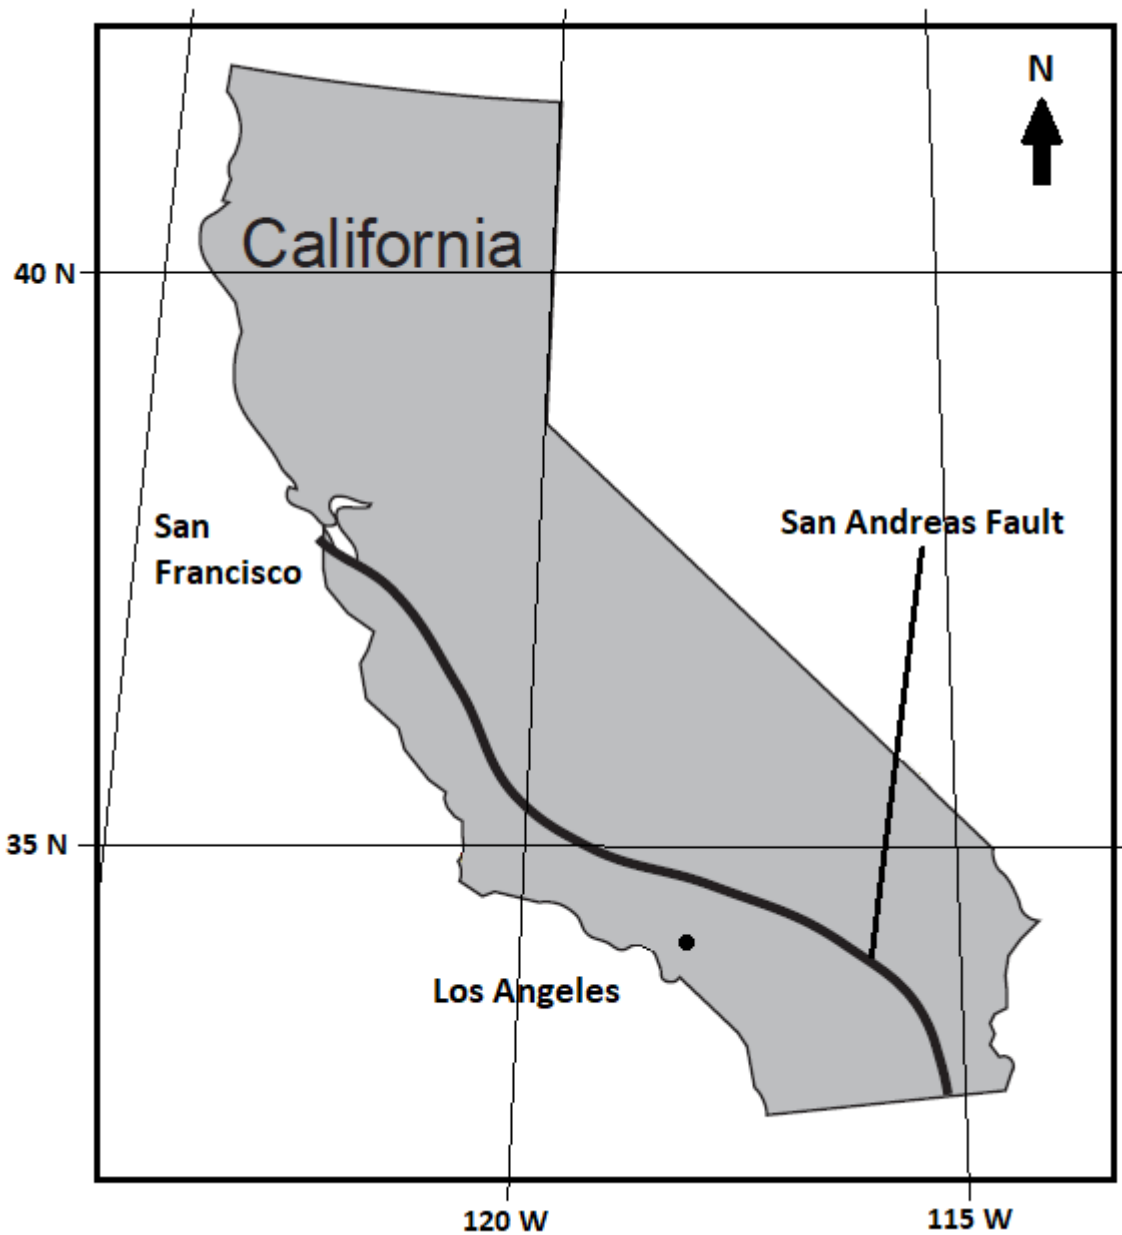 N
California
40 N
San
Francisco
San Andreas Fault
35 N
Los Angeles
120 W
115 W